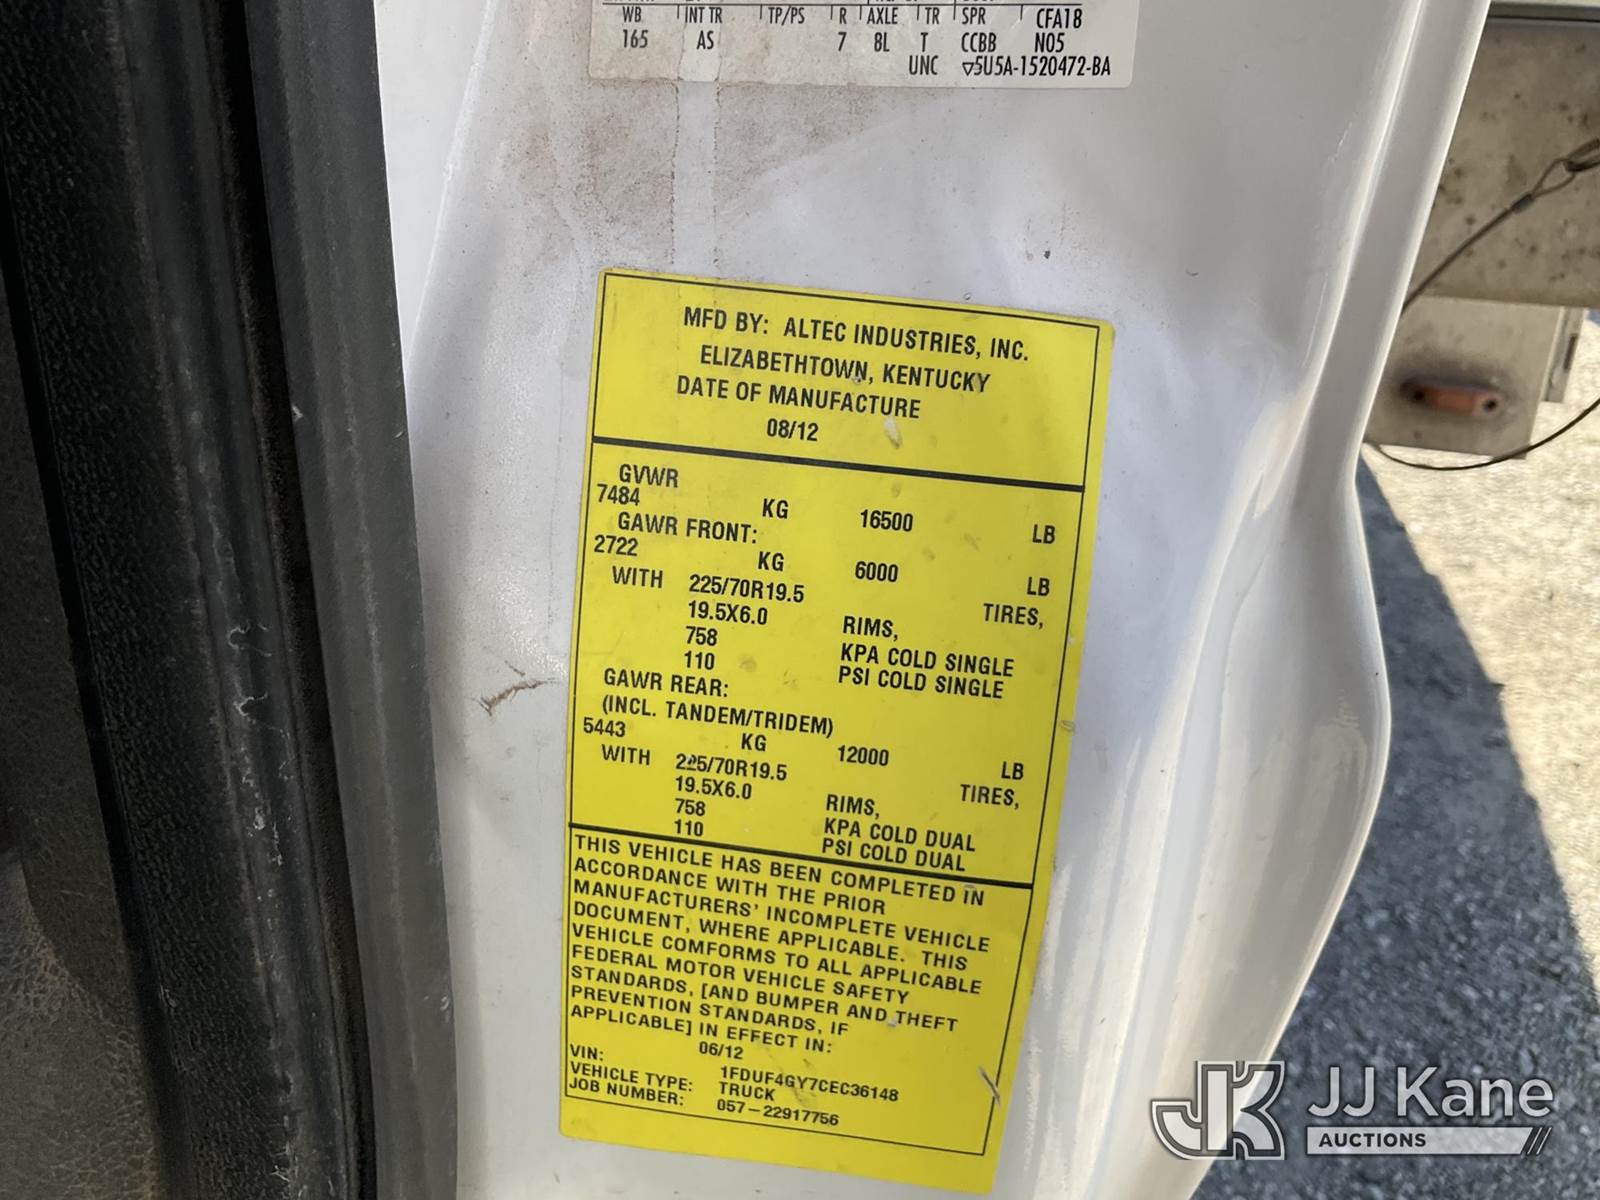 WB INT TR TP/PS R AXLE TR SPR CFA18
165 AS 7 8L T CCBB N05
UNC ▽5U5A-1520472-BA
MFD BY: ALTEC INDUSTRIES, INC.
ELIZABETHTOWN, KENTUCKY
DATE OF MANUFACTURE
08/12
GVWR
7484 KG 16500 LB
GAWR FRONT:
2722 KG 6000 LB
WITH 225/70R19.5 TIRES,
19.5X6.0 RIMS,
758 KPA COLD SINGLE
110 PSI COLD SINGLE
GAWR REAR:
(INCL. TANDEM/TRIDEM)
5443 KG 12000 LB
WITH 225/70R19.5 TIRES,
19.5X6.0 RIMS,
758 KPA COLD DUAL
110 PSI COLD DUAL
THIS VEHICLE HAS BEEN COMPLETED IN
ACCORDANCE WITH THE PRIOR
MANUFACTURERS' INCOMPLETE VEHICLE
DOCUMENT, WHERE APPLICABLE. THIS
VEHICLE COMFORMS TO ALL APPLICABLE
FEDERAL MOTOR VEHICLE SAFETY
STANDARDS, [AND BUMPER AND THEFT
PREVENTION STANDARDS, IF
APPLICABLE] IN EFFECT IN:
06/12
VIN: 1FDUF4GY7CEC36148
VEHICLE TYPE: TRUCK
JOB NUMBER: 057-22917756
JJ Kane
AUCTIONS